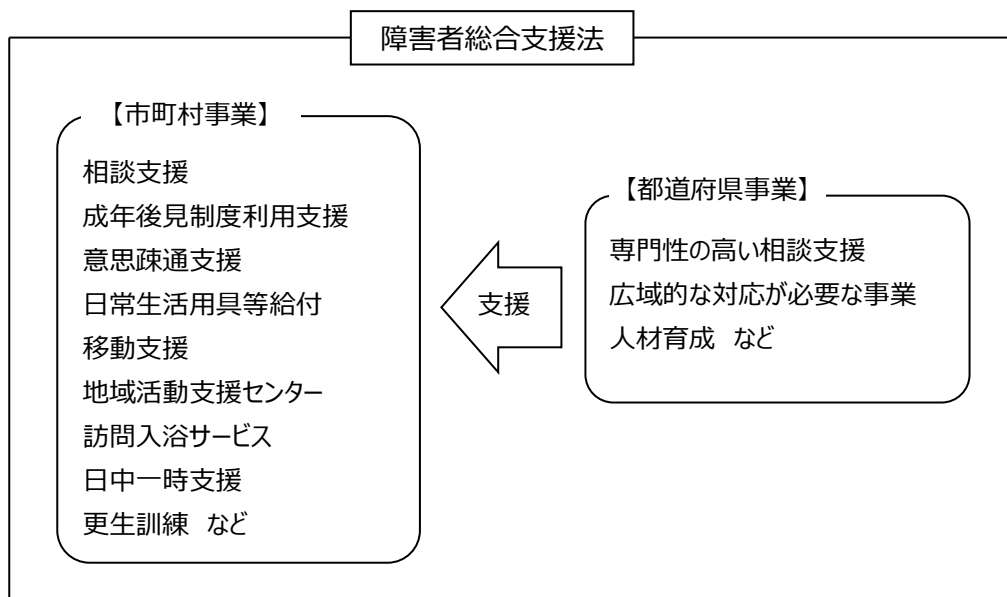 障害者総合支援法
【市町村事業】
相談支援
成年後見制度利用支援
意思疎通支援
日常生活用具等給付
移動支援
地域活動支援センター
訪問入浴サービス
日中一時支援
更生訓練 など
支援
【都道府県事業】
専門性の高い相談支援
広域的な対応が必要な事業
人材育成 など